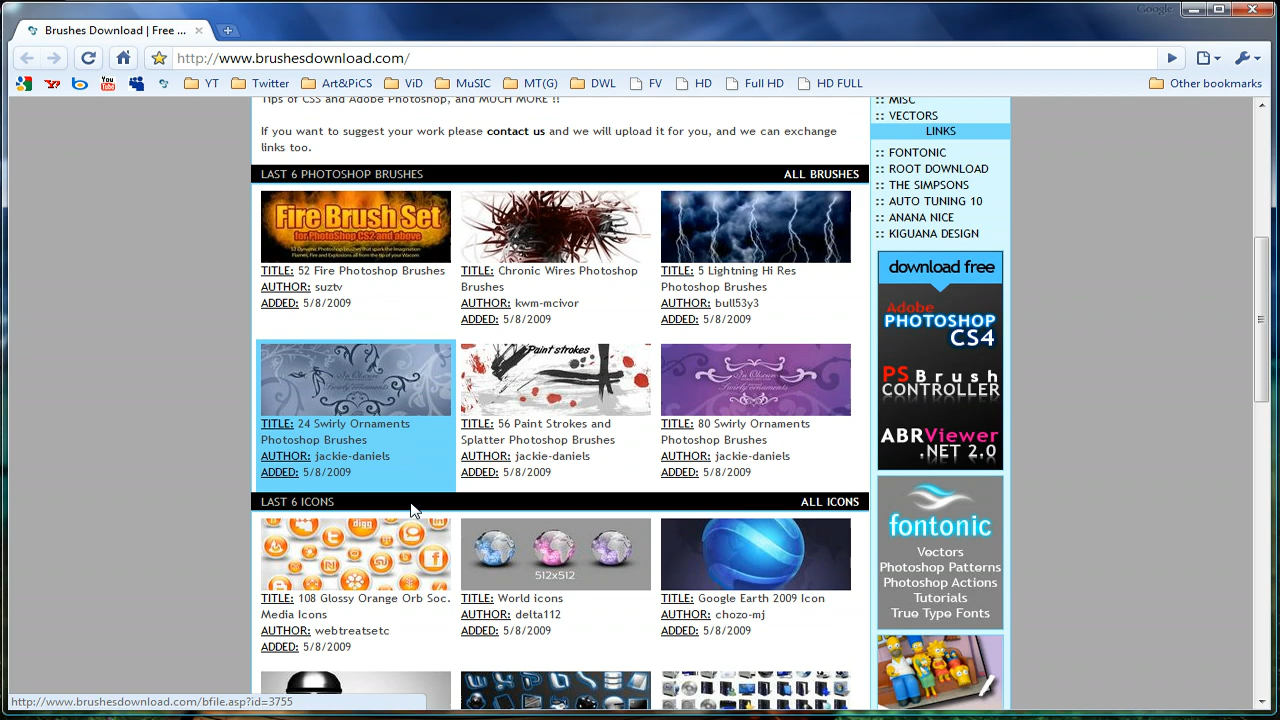 Google
Brushes Download | Free ...
http://www.brushesdownload.com/
YT
Twitter
Art&PiCS
ViD
MuSIC
MT(G)
DWL
FV
HD
Full HD
HD FULL
Other bookmarks
Tips of CSS and Adobe Photoshop, and MUCH MORE !!
If you want to suggest your work please contact us and we will upload it for you, and we can exchange
links too.
LAST 6 PHOTOSHOP BRUSHES
ALL BRUSHES
Fire Brush Set
for PhotoShop CS2 and above
TITLE: 52 Fire Photoshop Brushes
AUTHOR: suztv
ADDED: 5/8/2009
TITLE: Chronic Wires Photoshop
Brushes
AUTHOR: kwm-mcivor
ADDED: 5/8/2009
TITLE: 5 Lightning Hi Res
Photoshop Brushes
AUTHOR: bull53y3
ADDED: 5/8/2009
TITLE: 24 Swirly Ornaments
Photoshop Brushes
AUTHOR: jackie-daniels
ADDED: 5/8/2009
Paint strokes
TITLE: 56 Paint Strokes and
Splatter Photoshop Brushes
AUTHOR: jackie-daniels
ADDED: 5/8/2009
TITLE: 80 Swirly Ornaments
Photoshop Brushes
AUTHOR: jackie-daniels
ADDED: 5/8/2009
LAST 6 ICONS
ALL ICONS
digg
TITLE: 108 Glossy Orange Orb Soc.
Media Icons
AUTHOR: webtreatsetc
ADDED: 5/8/2009
512x512
TITLE: World icons
AUTHOR: delta112
ADDED: 5/8/2009
TITLE: Google Earth 2009 Icon
AUTHOR: chozo-mj
ADDED: 5/8/2009
:: MISC
:: VECTORS
LINKS
:: FONTONIC
:: ROOT DOWNLOAD
:: THE SIMPSONS
:: AUTO TUNING 10
:: ANANA NICE
:: KIGUANA DESIGN
download free
Adobe
PHOTOSHOP
CS4
PS Brush
CONTROLLER
ABRViewer
.NET 2.0
fontonic
Vectors
Photoshop Patterns
Photoshop Actions
Tutorials
True Type Fonts
http://www.brushesdownload.com/bfile.asp?id=3755